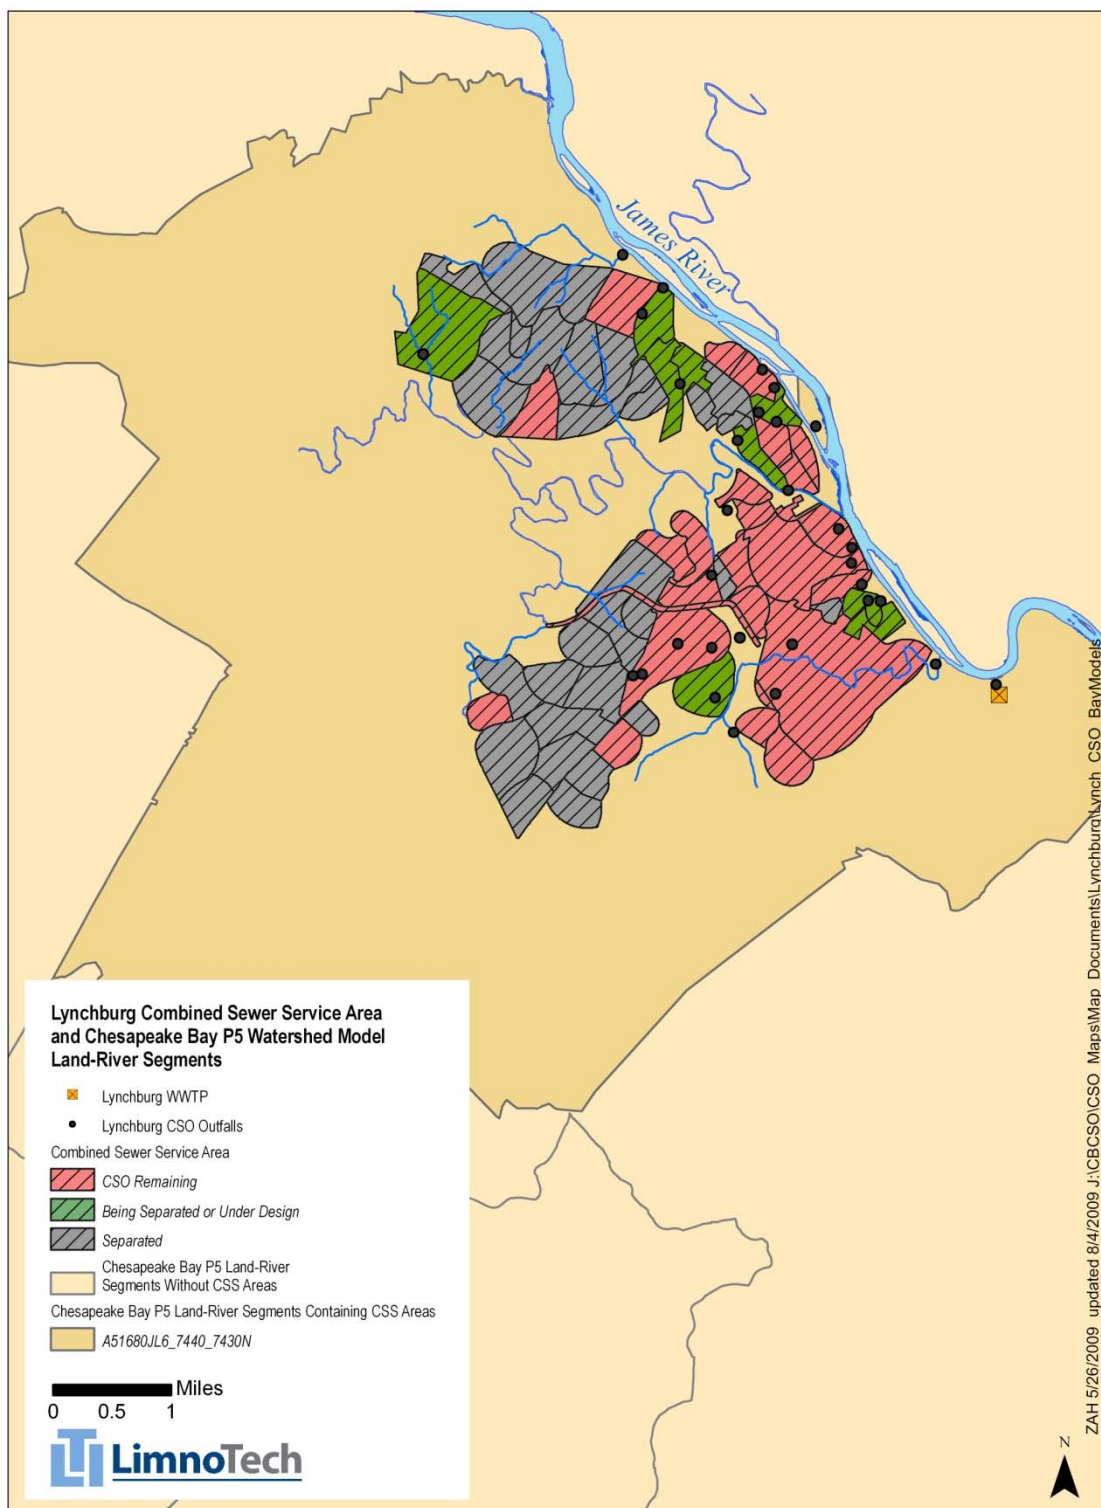 James River
Lynchburg Combined Sewer Service Area
and Chesapeake Bay P5 Watershed Model
Land-River Segments
Lynchburg WWTP
Lynchburg CSO Outfalls
Combined Sewer Service Area
CSO Remaining
Being Separated or Under Design
Separated
Chesapeake Bay P5 Land-River
Segments Without CSS Areas
Chesapeake Bay P5 Land-River Segments Containing CSS Areas
A51680JL6_7440_7430N
Miles
0 0.5 1
LimnoTech
N
ZAH 5/26/2009 updated 8/4/2009 J:\CBCSO\CSO Maps\Map Documents\Lynchburg\Lynch_CSO_BayModels